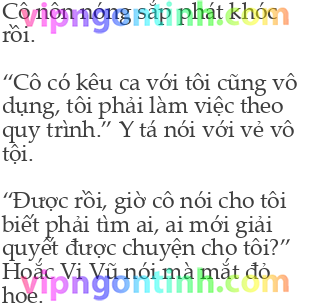 Cô nôn nóng sắp phát khóc
rồi.
“Cô có kêu ca với tôi cũng vô
dụng, tôi phải làm việc theo
quy trình.” Y tá nói với vẻ vô
tội.
“Được rồi, giờ cô nói cho tôi
biết phải tìm ai, ai mới giải
quyết được chuyện cho tôi?”
Hoắc Vi Vũ nói mà mắt đỏ
hoe.
vipngontinh.com
vipngontinh.com